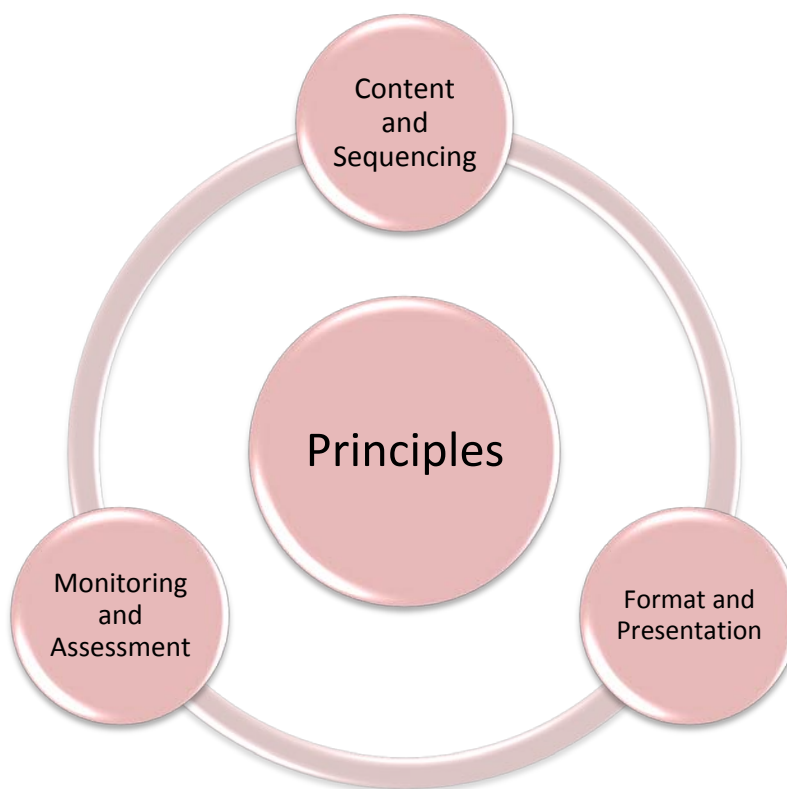 Content
and
Sequencing
Principles
Monitoring
and
Assessment
Format and
Presentation